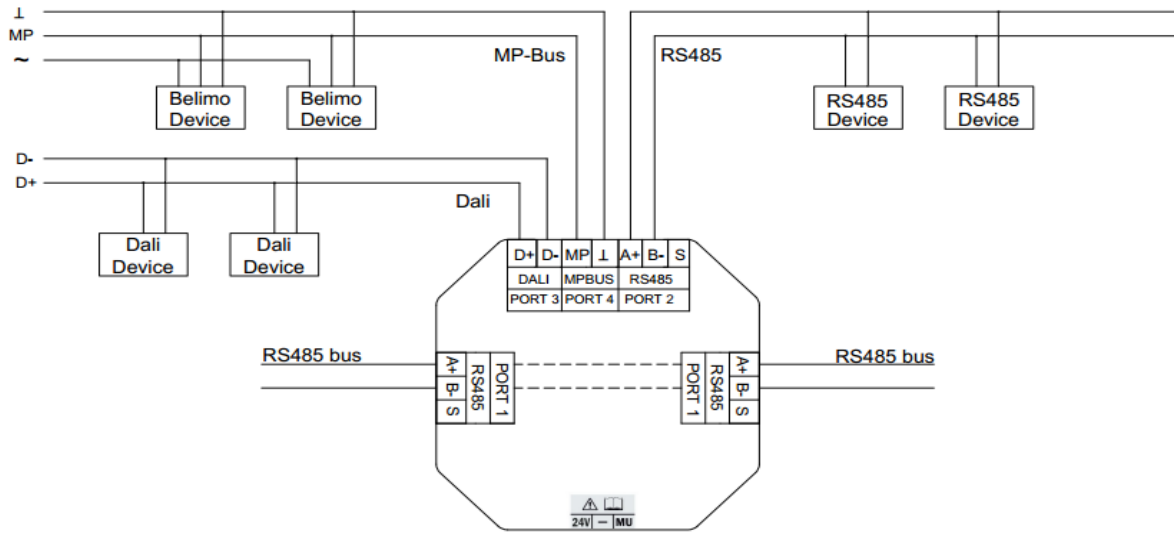 ⊥
MP
~
MP-Bus
RS485
Belimo
Device
Belimo
Device
RS485
Device
RS485
Device
D-
D+
Dali
Dali
Device
Dali
Device
D+ D- MP ⊥ A+ B- S
DALI MPBUS RS485
PORT 3 PORT 4 PORT 2
RS485 bus
A+ B- S
RS485
PORT 1
PORT 1
RS485
A+ B- S
RS485 bus
24V — MU